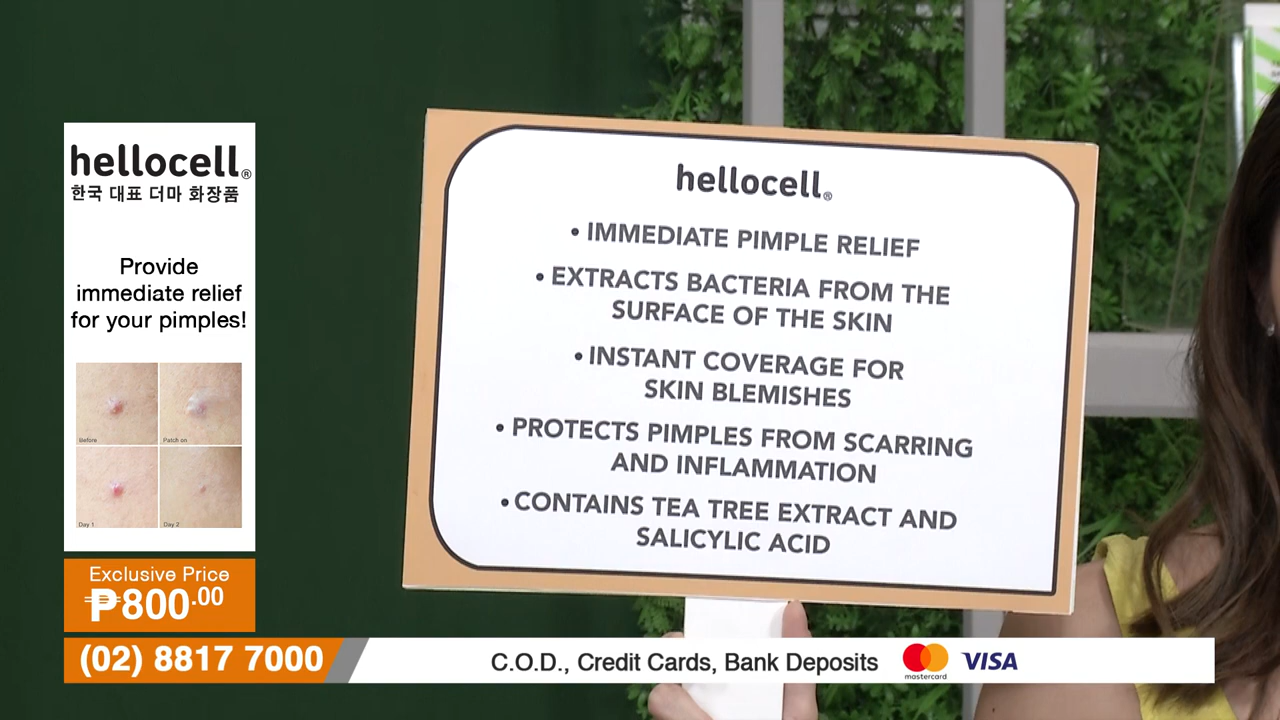 hellocell®
한국 대표 더마 화장품
Provide
immediate relief
for your pimples!
Before
Patch on
Day 1
Day 2
Exclusive Price
₱800.00
(02) 8817 7000
C.O.D., Credit Cards, Bank Deposits
mastercard
VISA
hellocell®
• IMMEDIATE PIMPLE RELIEF
• EXTRACTS BACTERIA FROM THE
SURFACE OF THE SKIN
• INSTANT COVERAGE FOR
SKIN BLEMISHES
• PROTECTS PIMPLES FROM SCARRING
AND INFLAMMATION
• CONTAINS TEA TREE EXTRACT AND
SALICYLIC ACID